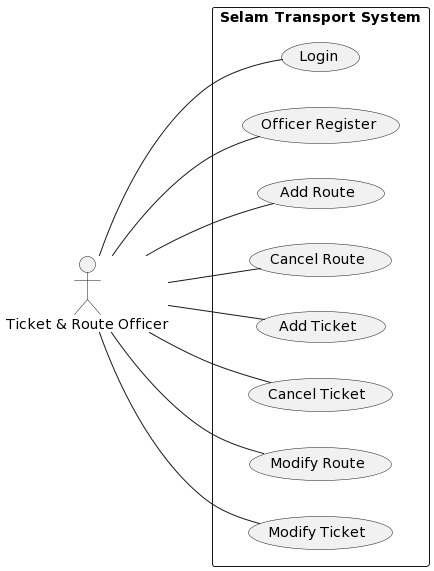 Selam Transport System
Login
Officer Register
Add Route
Cancel Route
Ticket & Route Officer
Add Ticket
Cancel Ticket
Modify Route
Modify Ticket